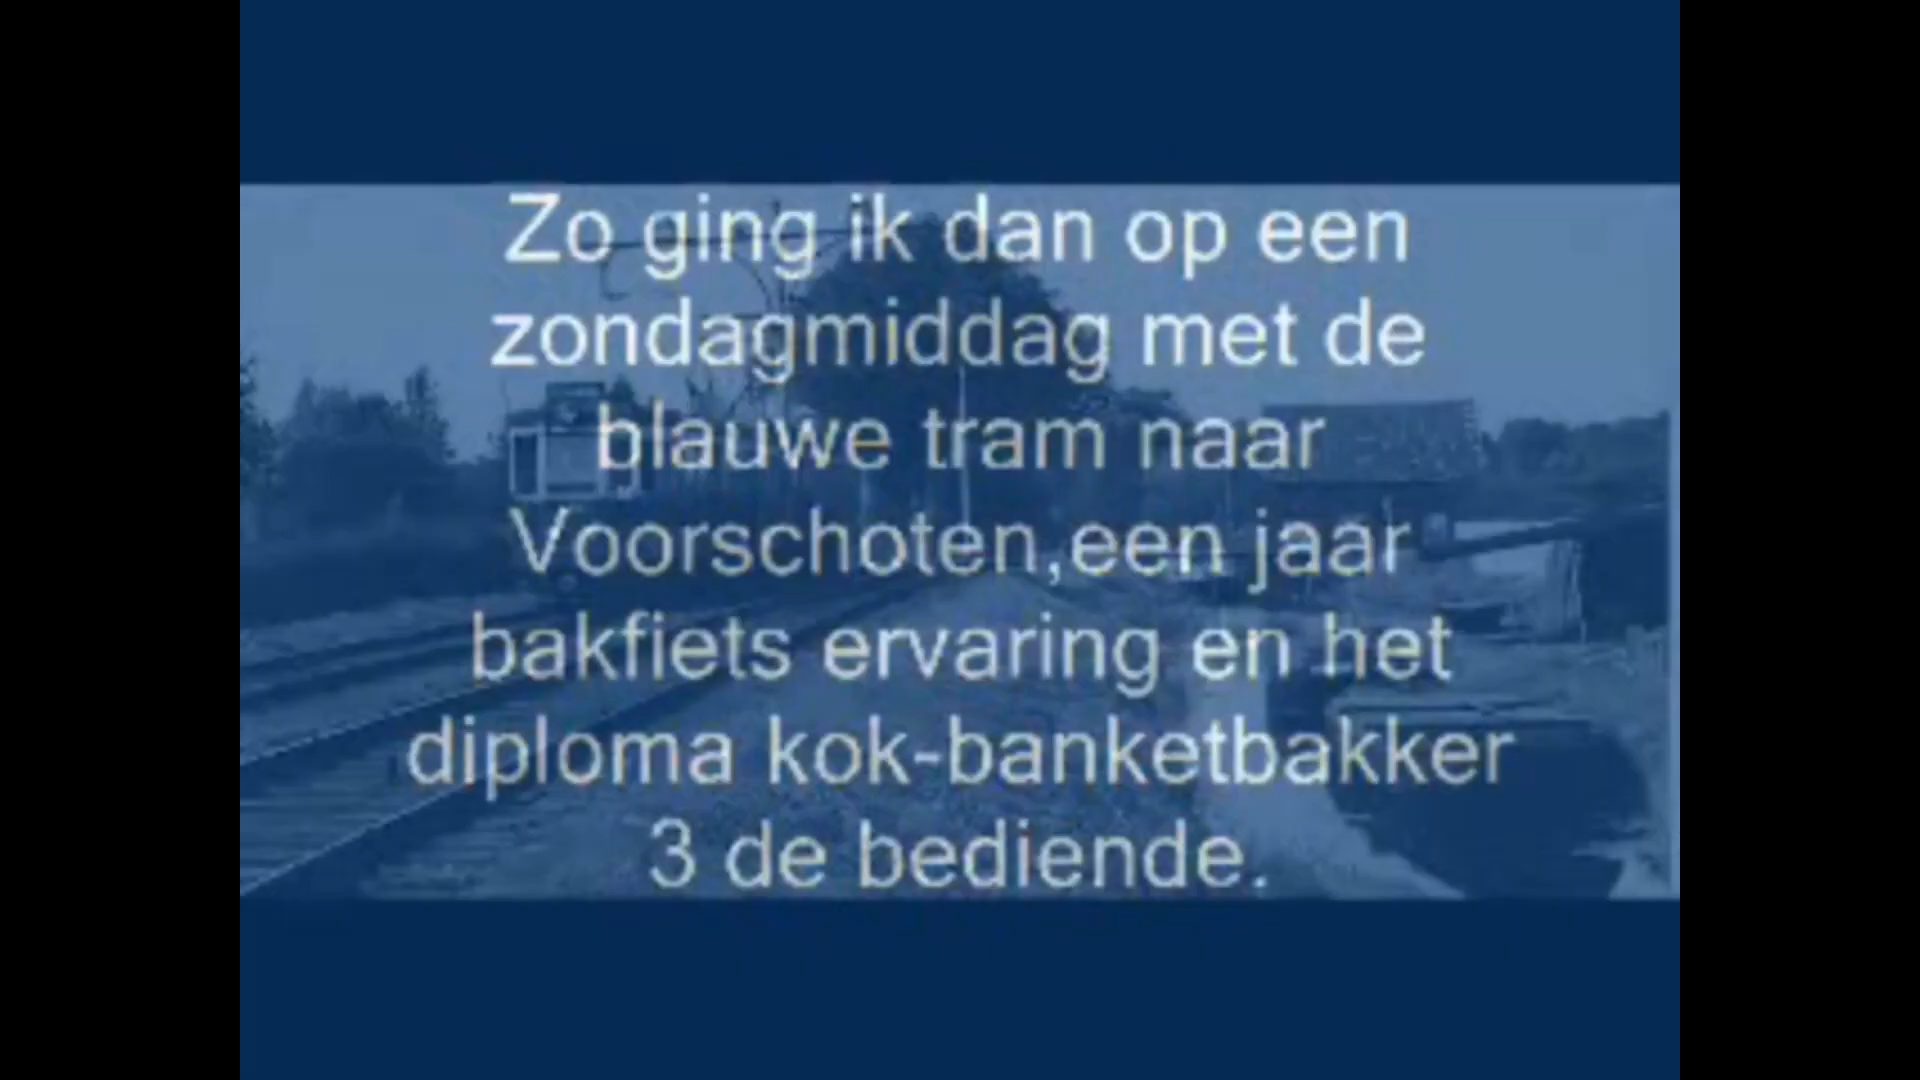 Zo ging ik dan op een
zondagmiddag met de
blauwe tram naar
Voorschoten,een jaar
bakfiets ervaring en het
diploma kok-banketbakker
3 de bediende.